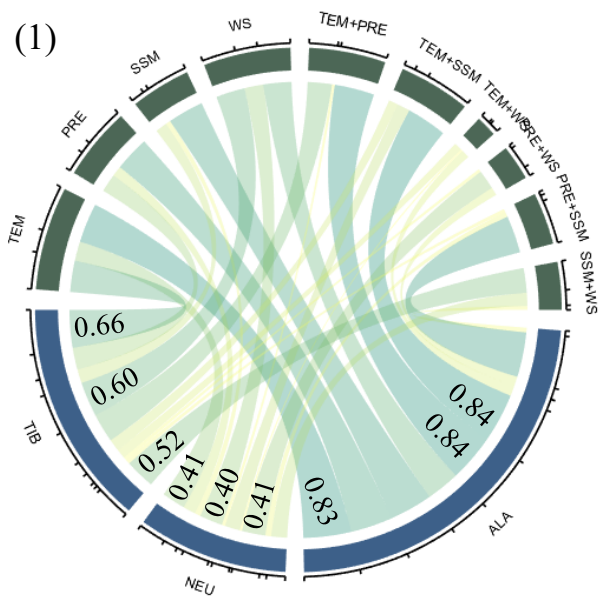 (1)
TEM
PRE
SSM
WS
TEM+PRE
TEM+SSM
TEM+WS
PRE+WS
PRE+SSM
SSM+WS
TIB
NEU
ALA
0.66
0.60
0.52
0.41
0.40
0.41
0.83
0.84
0.84